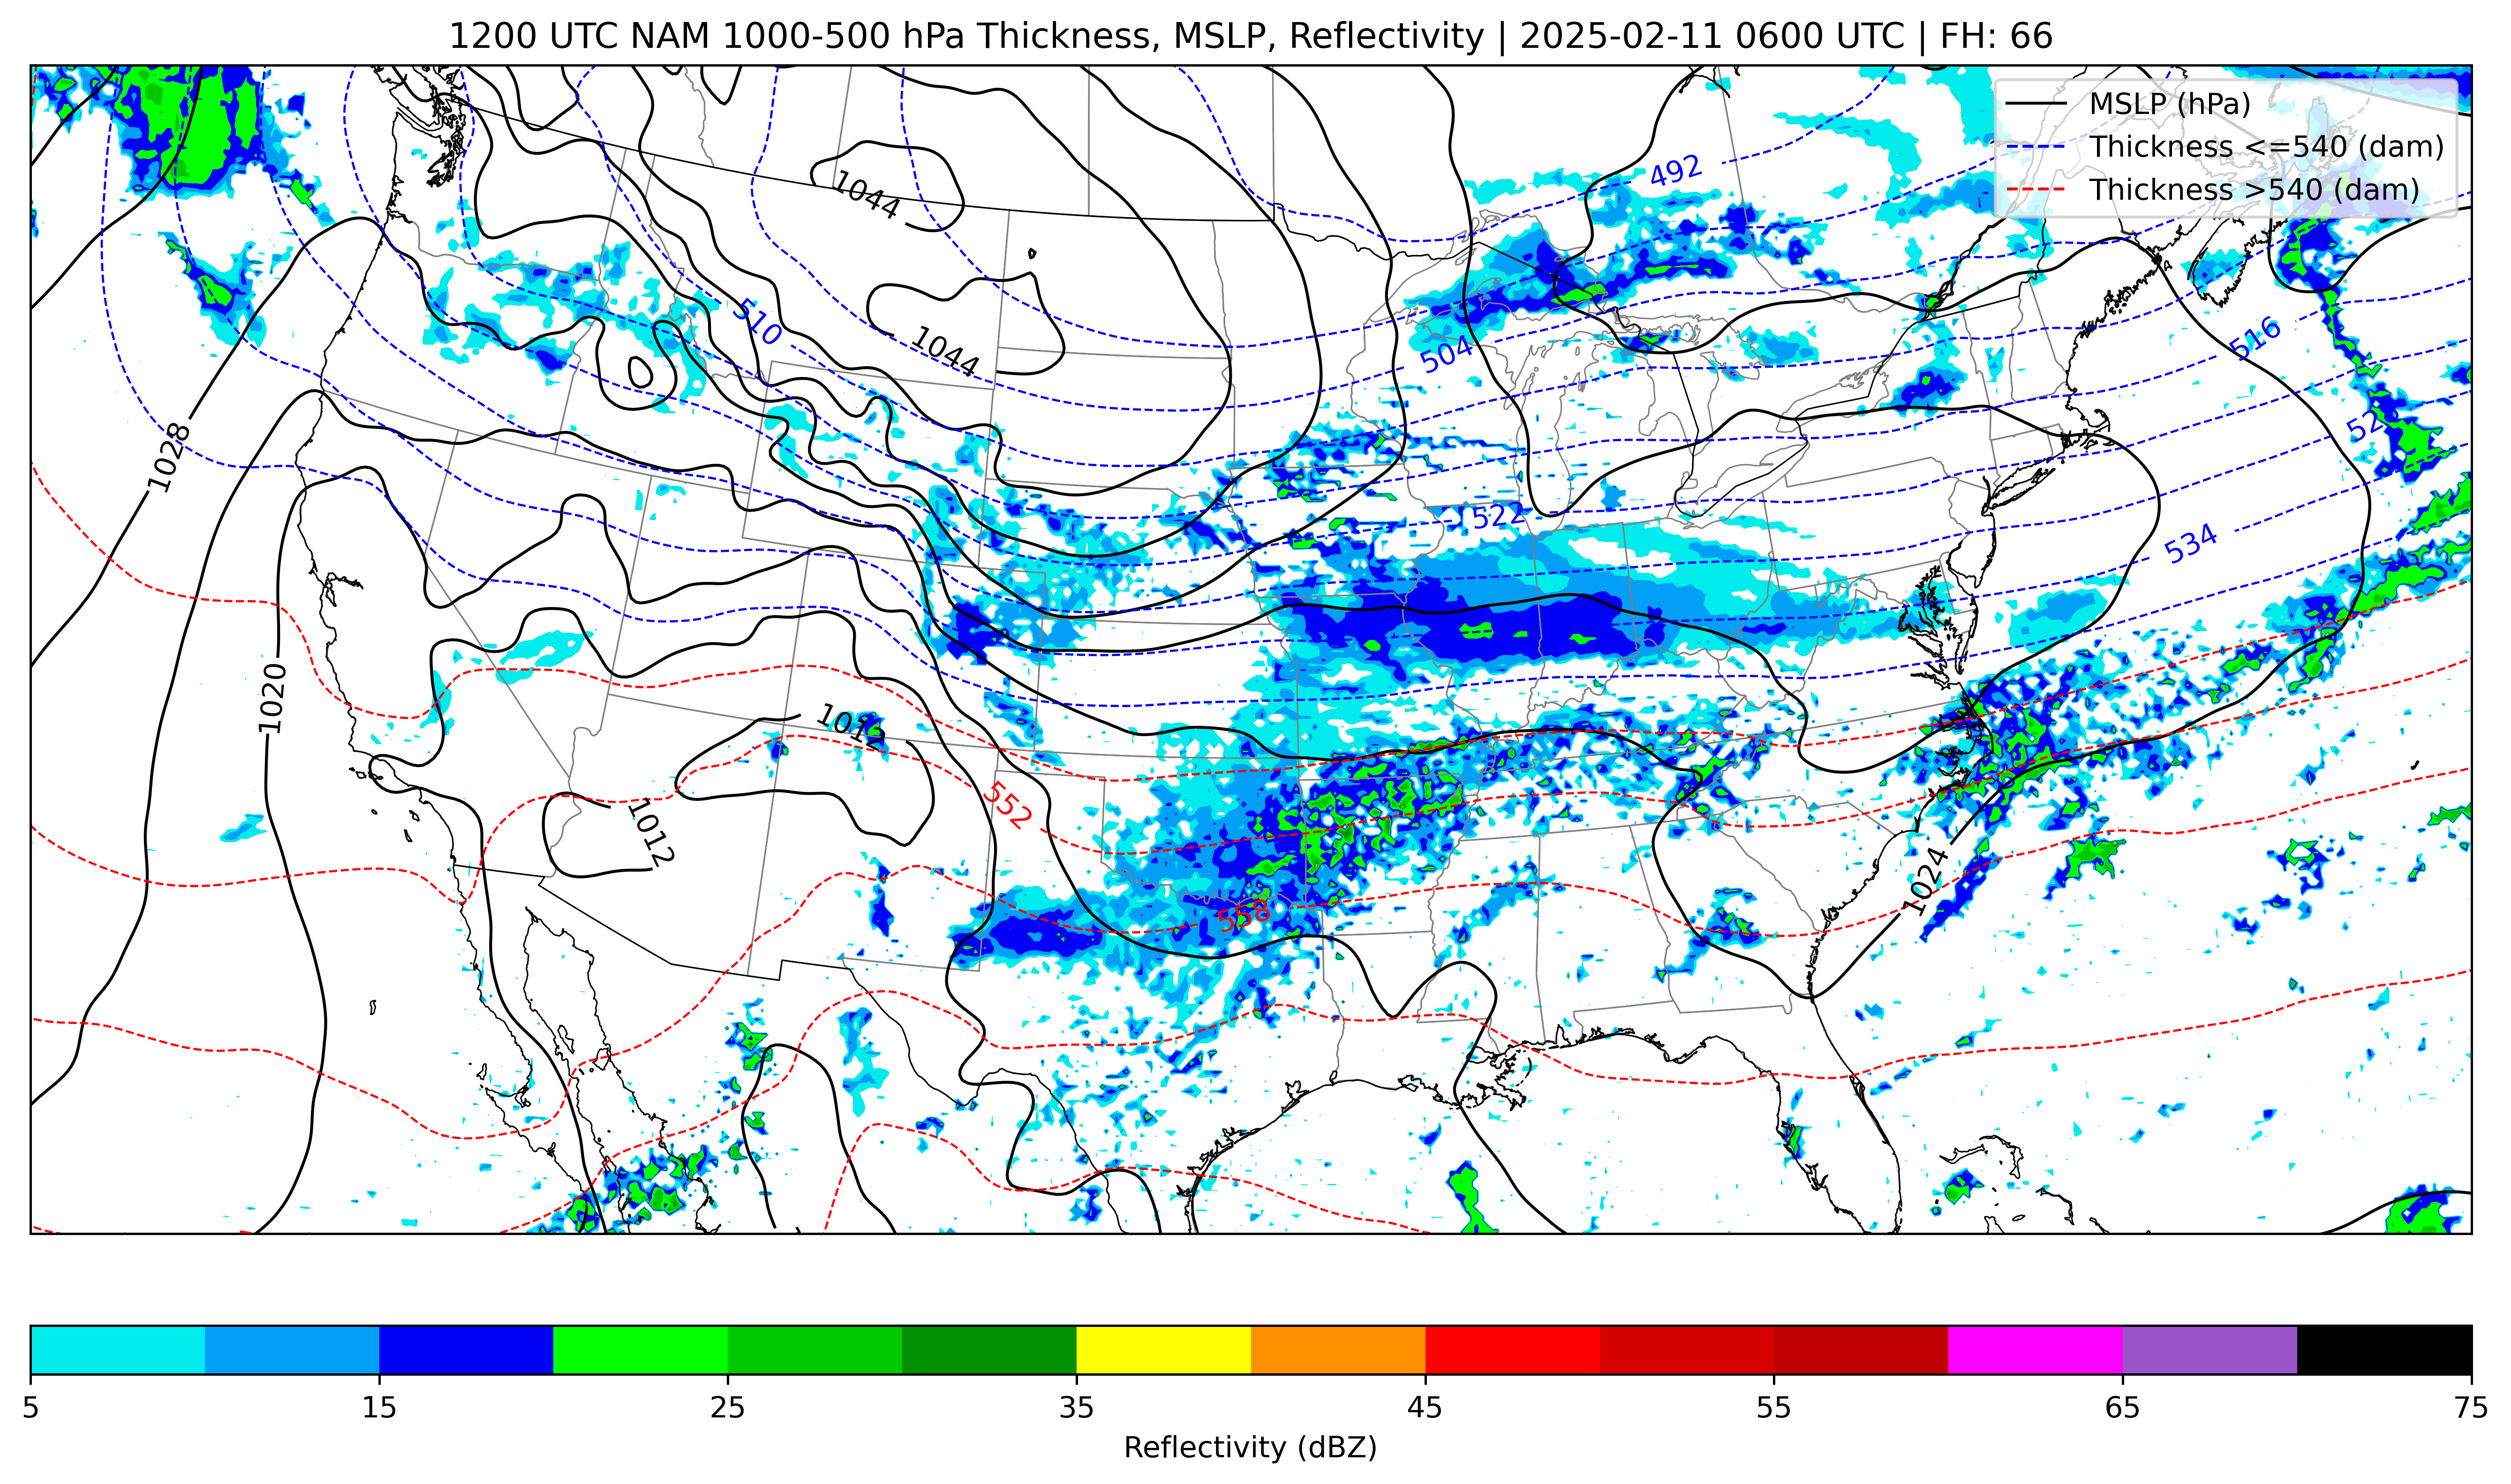 1200 UTC NAM 1000-500 hPa Thickness, MSLP, Reflectivity | 2025-02-11 0600 UTC | FH: 66
MSLP (hPa)
Thickness <=540 (dam)
Thickness >540 (dam)
492
1044
510
516
504
1044
1028
522
534
1020
1012
552
1012
1024
558
5 15 25 35 45 55 65 75
Reflectivity (dBZ)